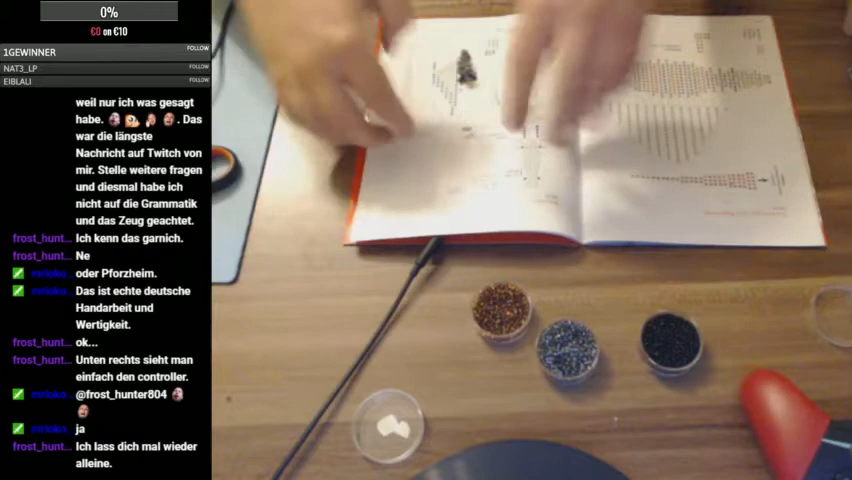 0%
€0 on €10
1GEWINNER FOLLOW
NAT3_LP FOLLOW
EIBLALI FOLLOW
weil nur ich was gesagt
habe. . Das
war die längste
Nachricht auf Twitch von
mir. Stelle weitere fragen
und diesmal habe ich
nicht auf die Grammatik
und das Zeug geachtet.
frost_hunt... Ich kenn das garnich.
frost_hunt... Ne
oder Pforzheim.
Das ist echte deutsche
Handarbeit und
Wertigkeit.
frost_hunt... ok...
frost_hunt... Unten rechts sieht man
einfach den controller.
@frost_hunter804
ja
frost_hunt... Ich lass dich mal wieder
alleine.